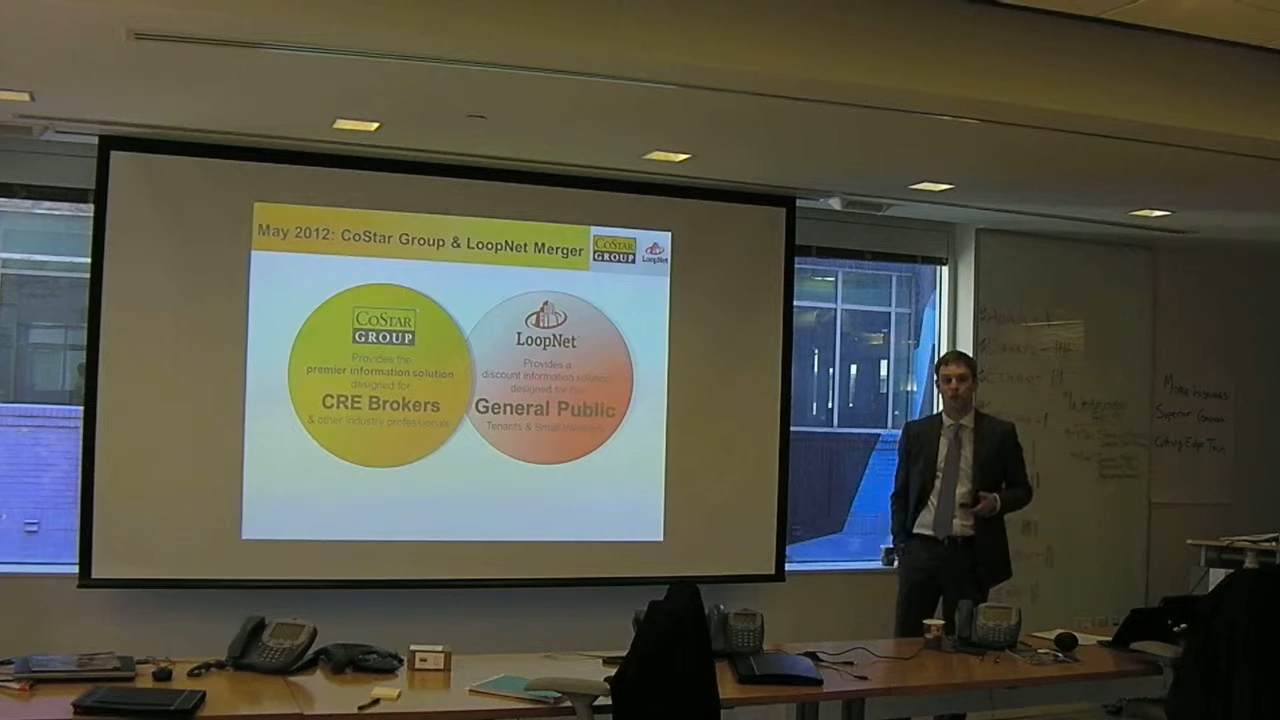 May 2012: CoStar Group & LoopNet Merger
COSTAR
GROUP
LoopNet
COSTAR
GROUP
Provides the
premier information solution
designed for
CRE Brokers
& other industry professionals
LoopNet
Provides a
discount information solution
designed for the
General Public
Tenants & Small Investors
More business
Superior
Cutting Edge Tech